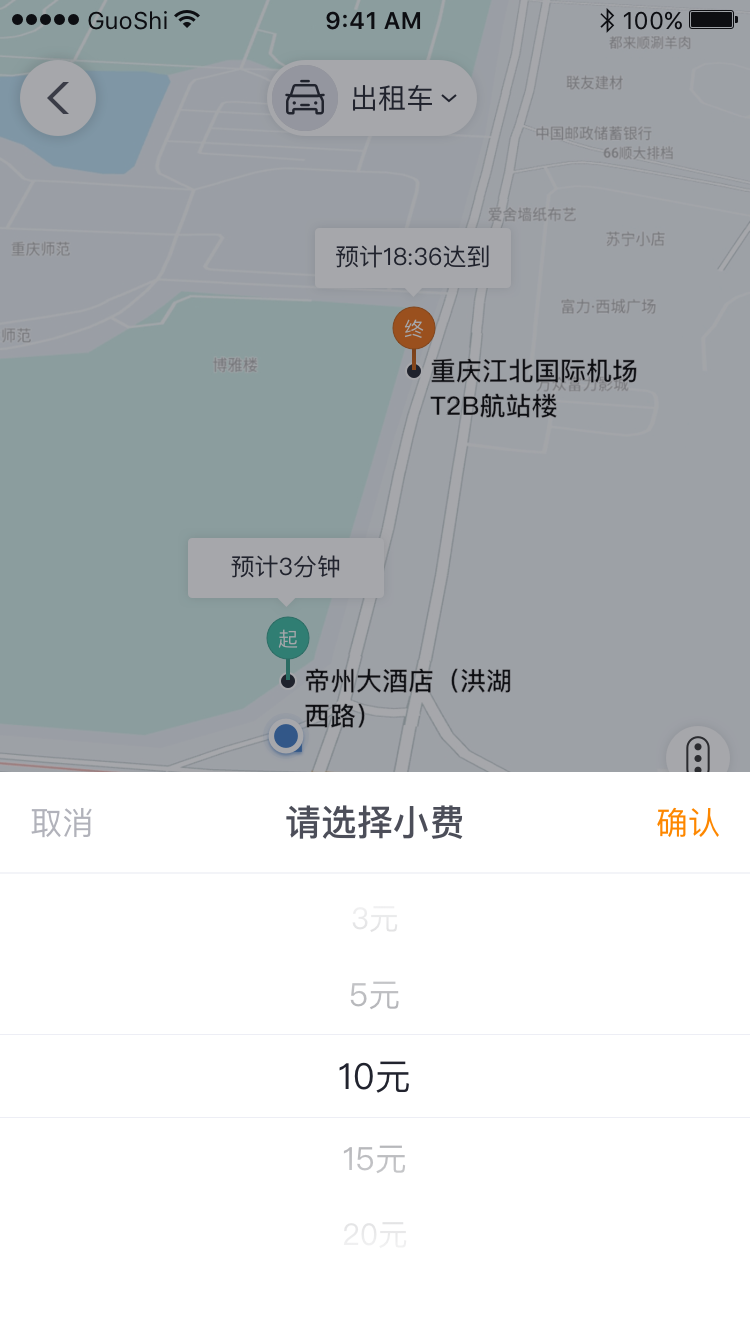 GuoShi
9:41 AM
100%
都来顺涮羊肉
出租车
联友建材
中国邮政储蓄银行
66顺大排档
爱舍墙纸布艺
苏宁小店
重庆师范
预计18:36达到
富力·西城广场
终
师范
博雅楼
重庆江北国际机场
万众富力影城
T2B航站楼
预计3分钟
起
帝州大酒店（洪湖
西路）
取消
请选择小费
确认
3元
5元
10元
15元
20元